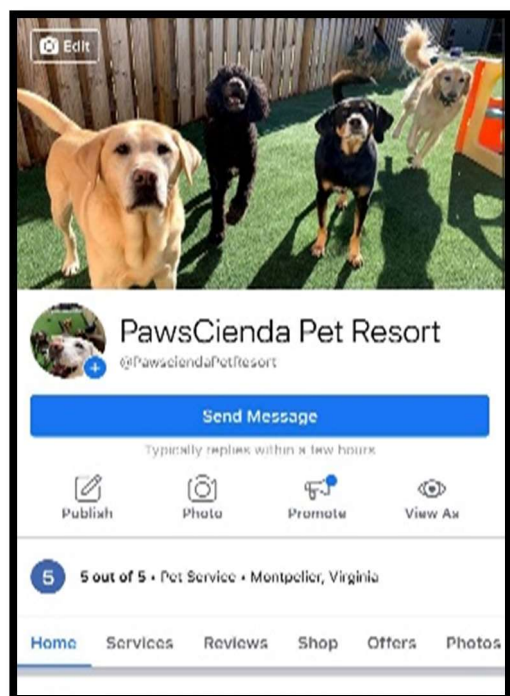 Edit
PawsCienda Pet Resort
@PawsciendaPetResort
Send Message
Typically replies within a few hours
Publish Photo Promote View As
5 5 out of 5 • Pet Service • Montpelier, Virginia
Home Services Reviews Shop Offers Photos